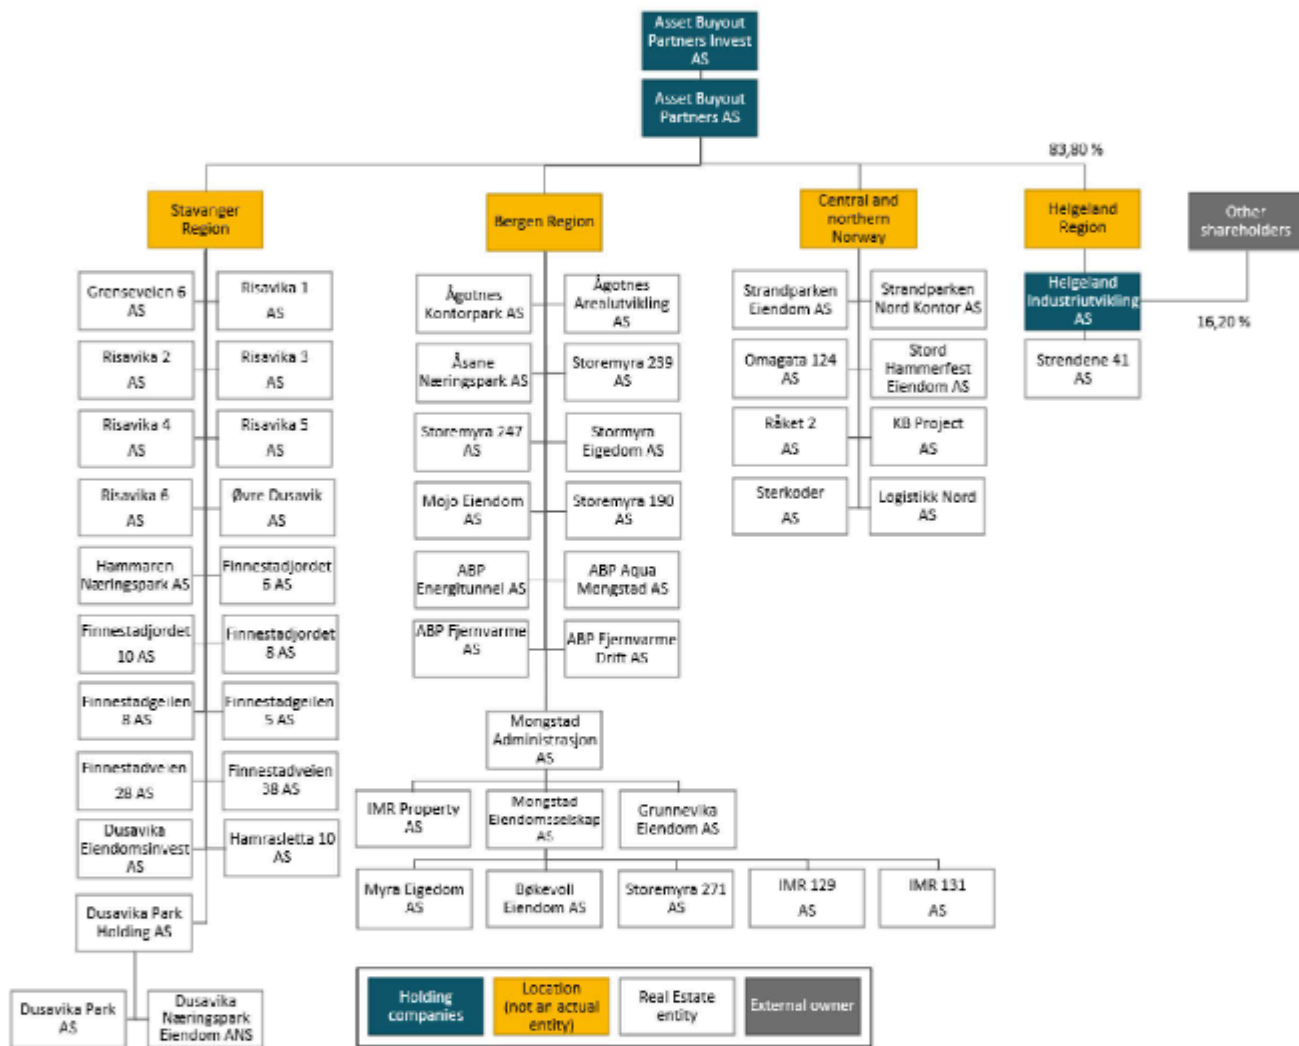 Asset Buyout
Partners Invest
AS
Asset Buyout
Partners AS
83,80 %
Stavanger
Region
Bergen Region
Central and
northern
Norway
Helgeland
Region
Other
shareholders
Grenseveien 6
AS
Risavika 1
AS
Ågotnes
Kontorpark AS
Ågotnes
Arealutvikling
AS
Strandparken
Eiendom AS
Strandparken
Nord Kontor AS
Helgeland
Industriutvikling
AS
16,20 %
Risavika 2
AS
Risavika 3
AS
Åsane
Næringspark AS
Storemyra 239
AS
Omagata 124
AS
Stord
Hammerfest
Eiendom AS
Strendene 41
AS
Risavika 4
AS
Risavika 5
AS
Storemyra 247
AS
Stormyra
Eigedom AS
Råket 2
AS
KB Project
AS
Risavika 6
AS
Øvre Dusavik
AS
Mojo Eiendom
AS
Storemyra 190
AS
Sterkoder
AS
Logistikk Nord
AS
Hammaren
Næringspark AS
Finnestadjordet
6 AS
ABP
Energitunnel AS
ABP Aqua
Mongstad AS
Finnestadjordet
10 AS
Finnestadjordet
8 AS
ABP Fjernvarme
AS
ABP Fjernvarme
Drift AS
Finnestadgeilen
8 AS
Finnestadgeilen
5 AS
Mongstad
Administrasjon
AS
Finnestadveien
28 AS
Finnestadveien
38 AS
IMR Property
AS
Mongstad
Eiendomsselskap
AS
Grunnevika
Eiendom AS
Dusavika
Eiendomsinvest
AS
Hamrasletta 10
AS
Myra Eigedom
AS
Bøkevoll
Eiendom AS
Storemyra 271
AS
IMR 129
AS
IMR 131
AS
Dusavika Park
Holding AS
Dusavika Park
AS
Dusavika
Næringspark
Eiendom ANS
Holding
companies
Location
(not an actual
entity)
Real Estate
entity
External owner